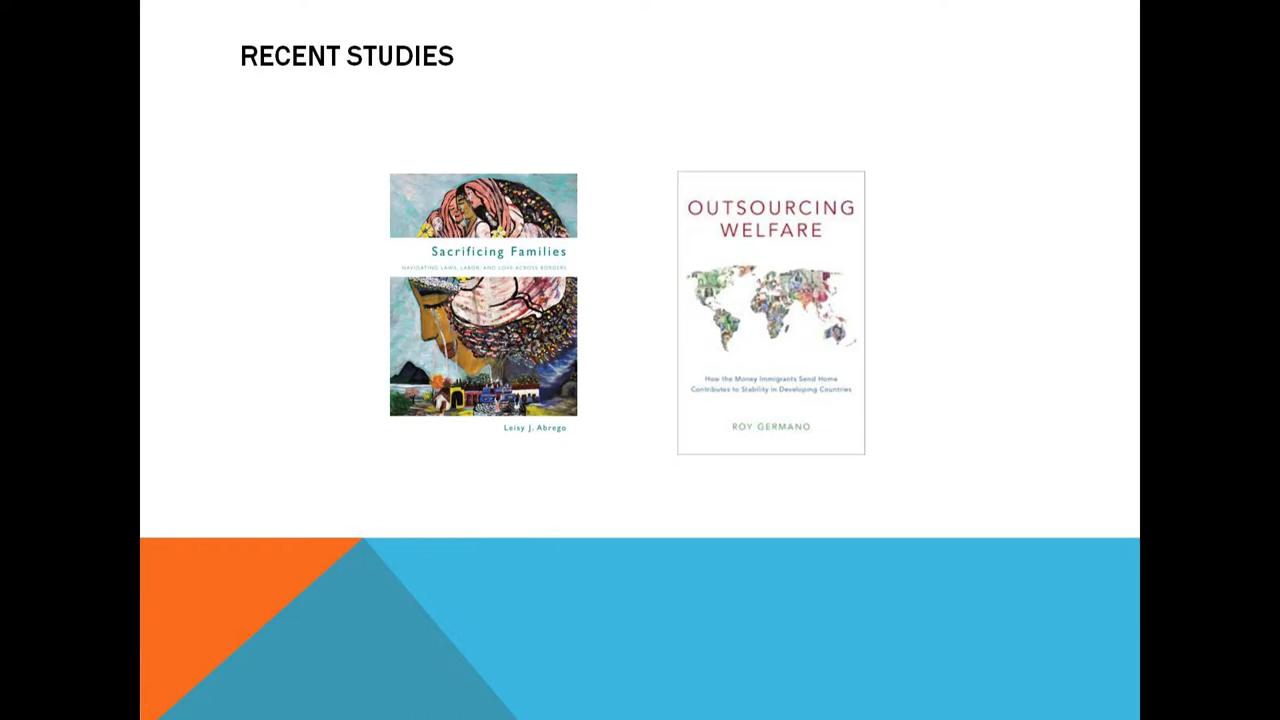 RECENT STUDIES
Sacrificing Families
NAVIGATING LAWS, LABOR, AND LOVE ACROSS BORDERS
Leisy J. Abrego
OUTSOURCING
WELFARE
How the Money Immigrants Send Home
Contributes to Stability in Developing Countries
ROY GERMANO